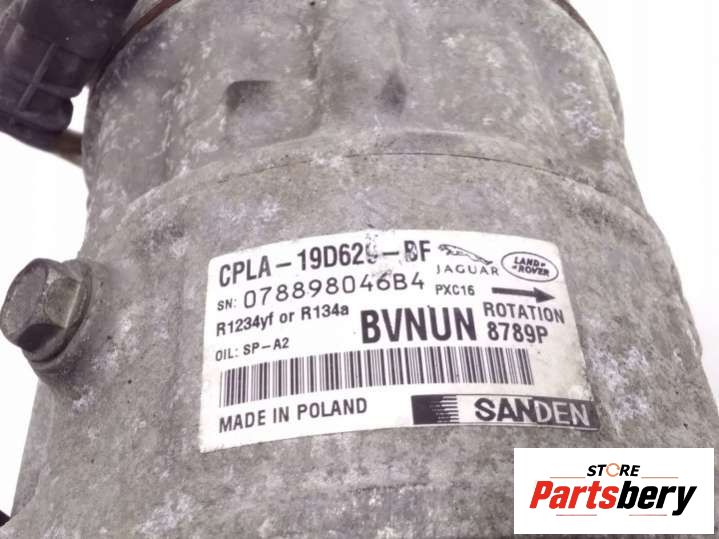 CPLA-19D629-BF
JAGUAR
LAND ROVER
SN: 078898046B4
PXC16
R1234yf or R134a
BVNUN
ROTATION
8789P
OIL: SP-A2
MADE IN POLAND
SANDEN
STORE
Partsbery